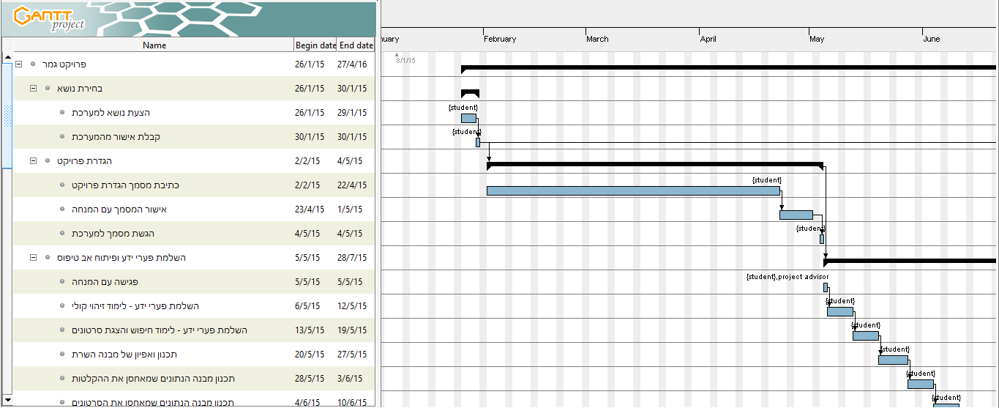 GANTT
project
Name Begin date End date
nuary February March April May June
8/1/15
פרויקט גמר 26/1/15 27/4/16
בחירת נושא 26/1/15 30/1/15
הצעת נושא למערכת 26/1/15 29/1/15 {student}
קבלת אישור מהמערכת 30/1/15 30/1/15 {student}
הגדרת פרויקט 2/2/15 4/5/15
כתיבת מסמך הגדרת פרויקט 2/2/15 22/4/15 {student}
אישור המסמך עם המנחה 23/4/15 1/5/15
הגשת מסמך למערכת 4/5/15 4/5/15 {student}
השלמת פערי ידע ופיתוח אב טיפוס 5/5/15 28/7/15
פגישה עם המנחה 5/5/15 5/5/15 {student},project advisor
השלמת פערי ידע - לימוד זיהוי קולי 6/5/15 12/5/15 {student}
השלמת פערי ידע - לימוד חיפוש והצגת סרטונים 13/5/15 19/5/15 {student}
תכנון ואפיון של מבנה השרת 20/5/15 27/5/15 {student}
תכנון מבנה הנתונים שמאחסן את ההקלטות 28/5/15 3/6/15 {student}
תכנון מבנה הנתונים שמאחסן את הסרטונים 4/6/15 10/6/15 {student}